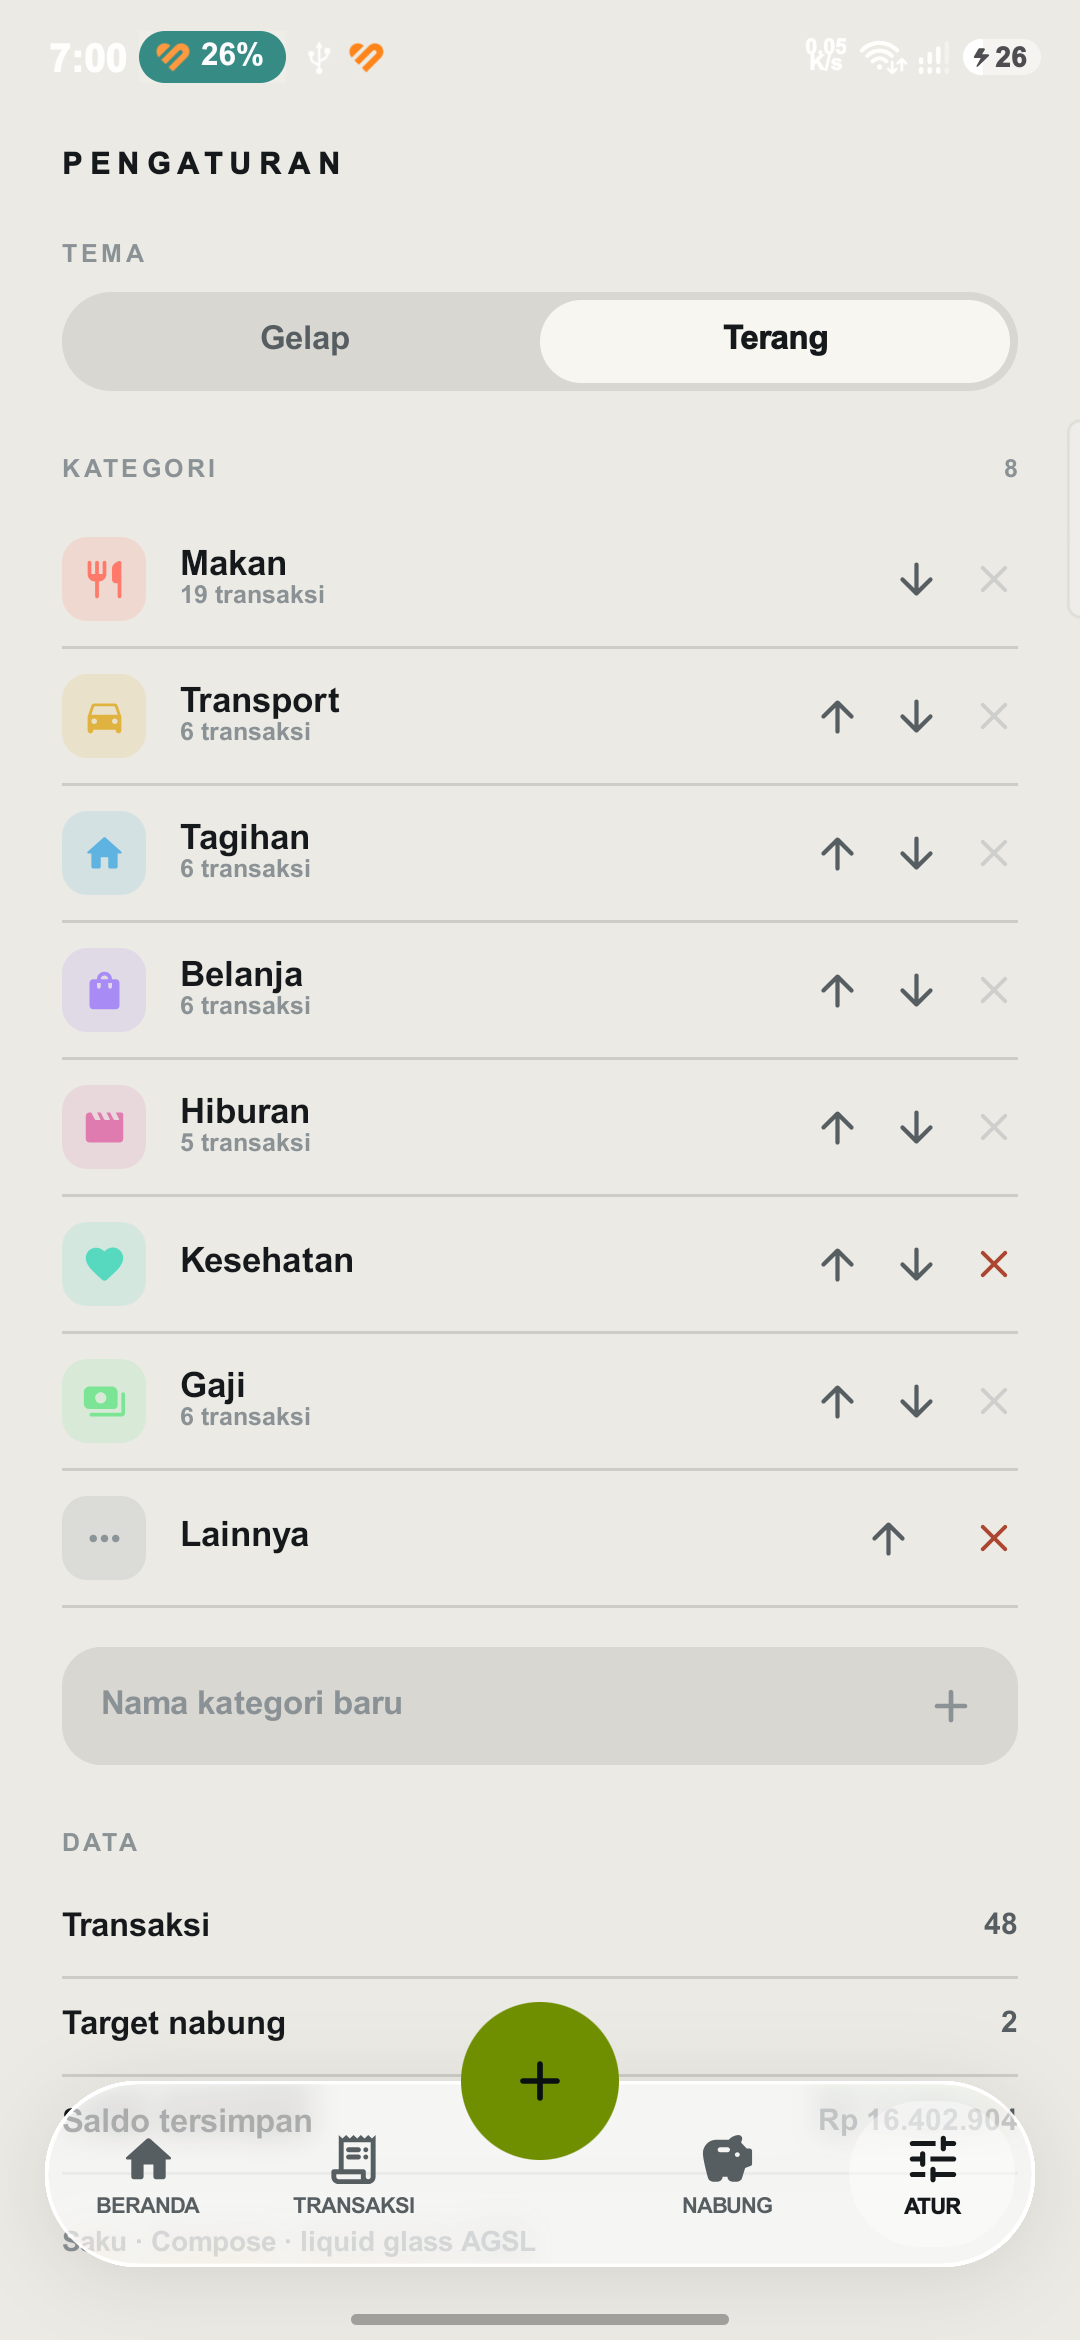 7:00 26% 0.05 K/s 26
PENGATURAN
TEMA
Gelap Terang
KATEGORI 8
Makan
19 transaksi
Transport
6 transaksi
Tagihan
6 transaksi
Belanja
6 transaksi
Hiburan
5 transaksi
Kesehatan
Gaji
6 transaksi
Lainnya
Nama kategori baru
DATA
Transaksi 48
Target nabung 2
Saldo tersimpan Rp 16.402.904
BERANDA TRANSAKSI NABUNG ATUR
Saku · Compose · liquid glass AGSL